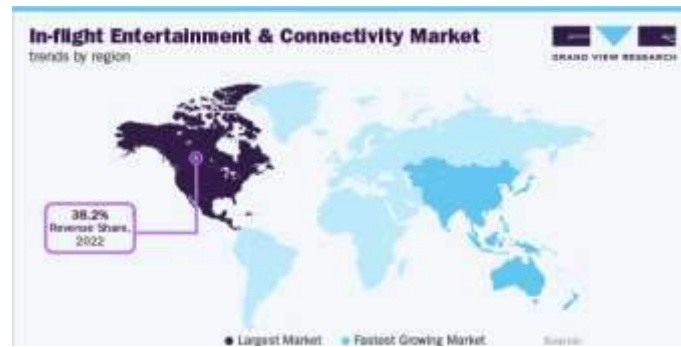 In-flight Entertainment & Connectivity Market
trends by region
GRAND VIEW RESEARCH
38.2%
Revenue Share,
2022
Largest Market
Fastest Growing Market
Source: